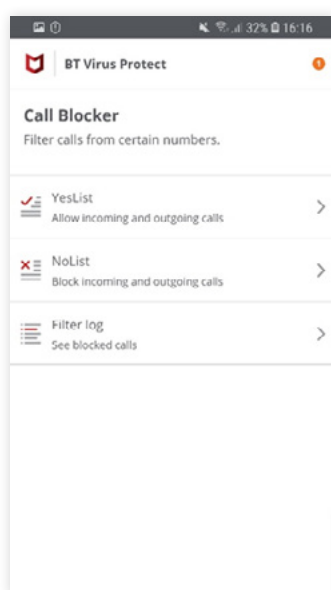 32% 16:16
BT Virus Protect
1
Call Blocker
Filter calls from certain numbers.
YesList
Allow incoming and outgoing calls
NoList
Block incoming and outgoing calls
Filter log
See blocked calls